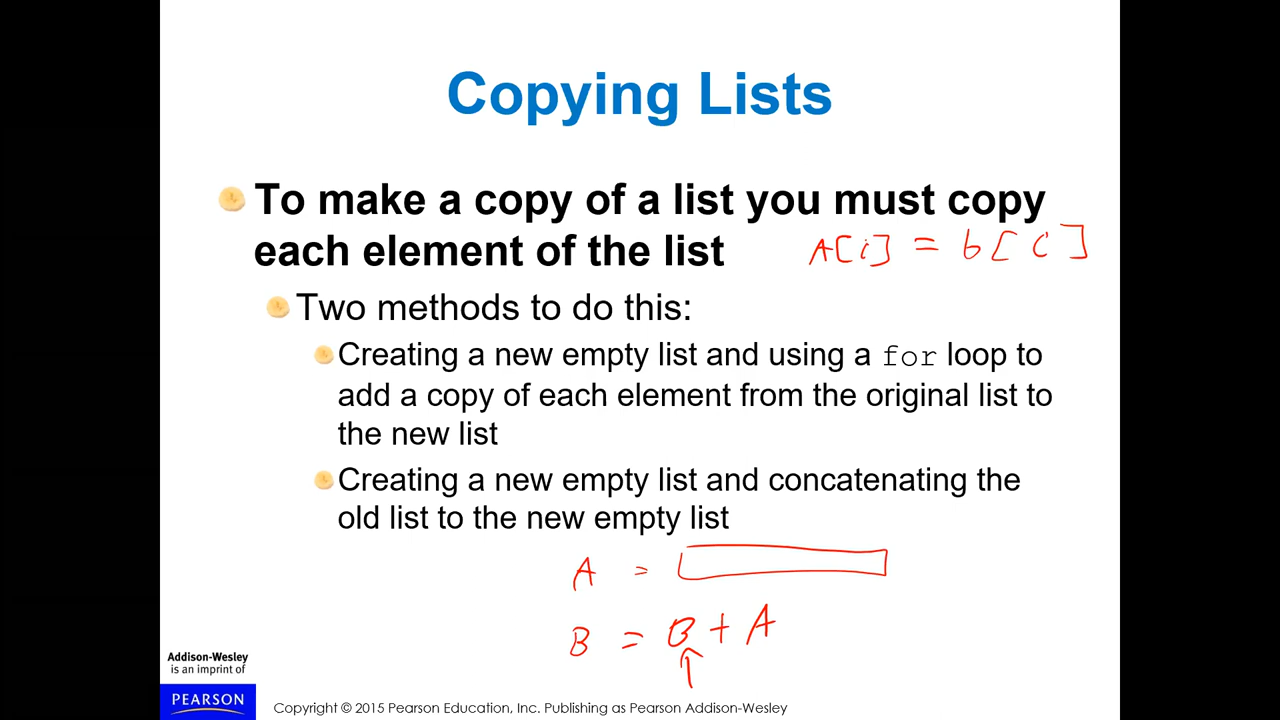 Copying Lists
To make a copy of a list you must copy
each element of the list
A[i] = b[i]
Two methods to do this:
Creating a new empty list and using a for loop to
add a copy of each element from the original list to
the new list
Creating a new empty list and concatenating the
old list to the new empty list
A =
B = B + A
Addison-Wesley
is an imprint of
PEARSON
Copyright © 2015 Pearson Education, Inc. Publishing as Pearson Addison-Wesley